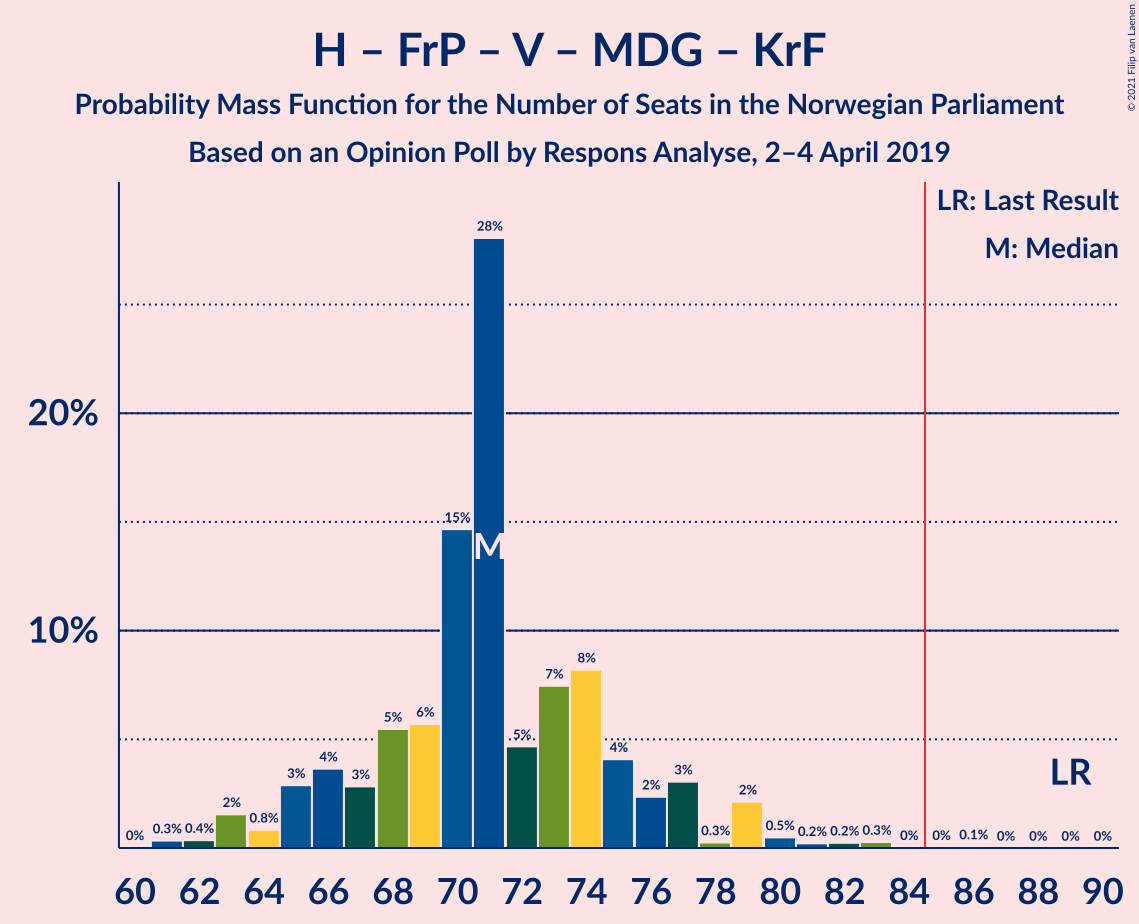 H – FrP – V – MDG – KrF
Probability Mass Function for the Number of Seats in the Norwegian Parliament
Based on an Opinion Poll by Respons Analyse, 2–4 April 2019
© 2021 Filip van Laenen
LR: Last Result
M: Median
20%
10%
0% 0.3% 0.4% 2% 0.8% 3% 4% 3% 5% 6% 15% 28% 5% 7% 8% 4% 2% 3% 0.3% 2% 0.5% 0.2% 0.2% 0.3% 0% 0% 0.1% 0% 0% 0% 0%
M
LR
60 62 64 66 68 70 72 74 76 78 80 82 84 86 88 90